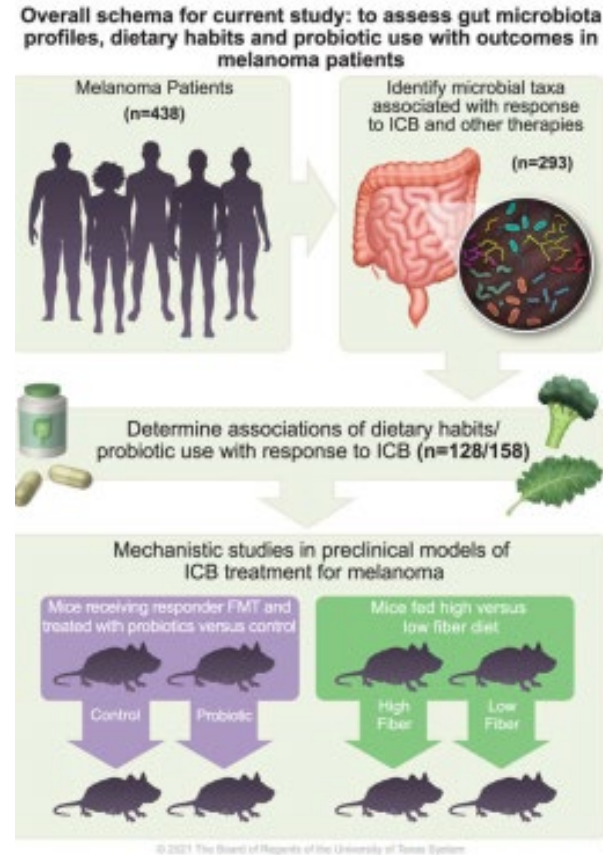 Overall schema for current study: to assess gut microbiota
profiles, dietary habits and probiotic use with outcomes in
melanoma patients
Melanoma Patients
(n=438)
Identify microbial taxa
associated with response
to ICB and other therapies
(n=293)
Determine associations of dietary habits/
probiotic use with response to ICB (n=128/158)
Mechanistic studies in preclinical models of
ICB treatment for melanoma
Mice receiving responder FMT and
treated with probiotics versus control
Control
Probiotic
Mice fed high versus
low fiber diet
High
Fiber
Low
Fiber
© 2021 The Board of Regents of the University of Texas System